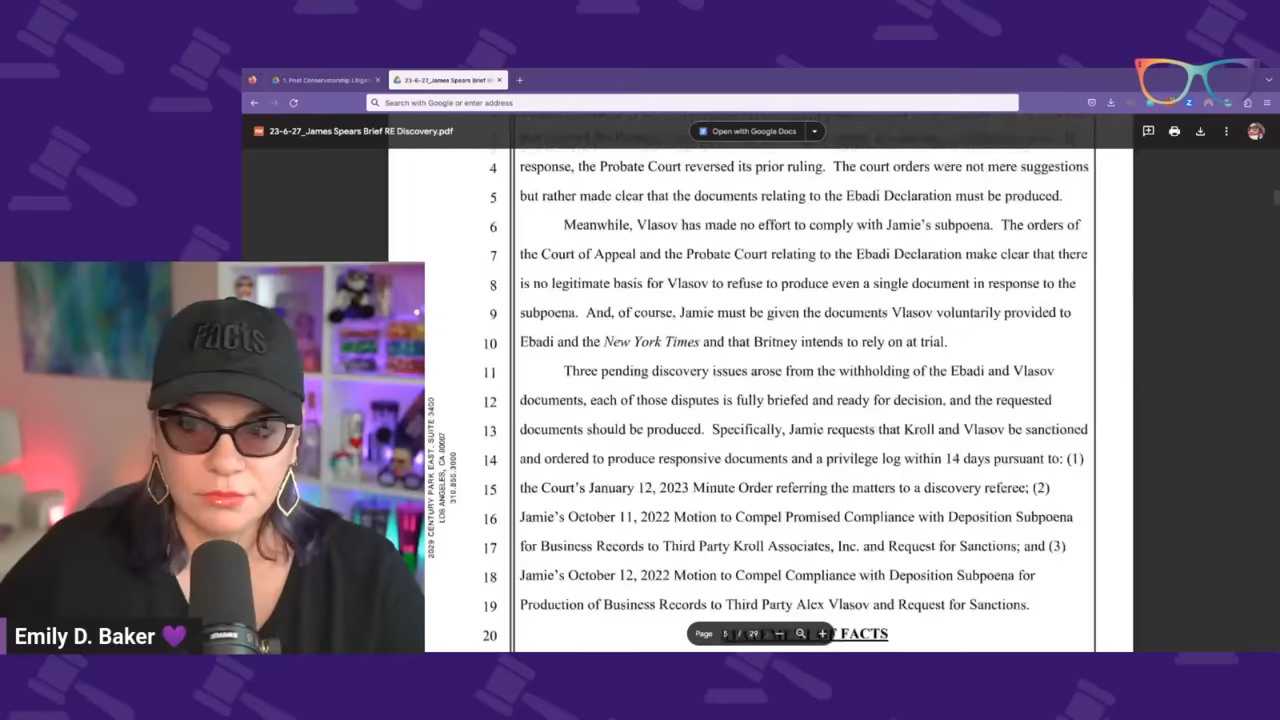 1. Post Conservatorship Litig
23-6-27_James Spears Brief R
Search with Google or enter address
23-6-27_James Spears Brief RE Discovery.pdf
Open with Google Docs
4 response, the Probate Court reversed its prior ruling. The court orders were not mere suggestions
5 but rather made clear that the documents relating to the Ebadi Declaration must be produced.
6 Meanwhile, Vlasov has made no effort to comply with Jamie's subpoena. The orders of
7 the Court of Appeal and the Probate Court relating to the Ebadi Declaration make clear that there
8 is no legitimate basis for Vlasov to refuse to produce even a single document in response to the
9 subpoena. And, of course, Jamie must be given the documents Vlasov voluntarily provided to
10 Ebadi and the New York Times and that Britney intends to rely on at trial.
11 Three pending discovery issues arose from the withholding of the Ebadi and Vlasov
12 documents, each of those disputes is fully briefed and ready for decision, and the requested
13 documents should be produced. Specifically, Jamie requests that Kroll and Vlasov be sanctioned
14 and ordered to produce responsive documents and a privilege log within 14 days pursuant to: (1)
15 the Court's January 12, 2023 Minute Order referring the matters to a discovery referee; (2)
16 Jamie's October 11, 2022 Motion to Compel Promised Compliance with Deposition Subpoena
17 for Business Records to Third Party Kroll Associates, Inc. and Request for Sanctions; and (3)
18 Jamie's October 12, 2022 Motion to Compel Compliance with Deposition Subpoena for
19 Production of Business Records to Third Party Alex Vlasov and Request for Sanctions.
20 FACTS
Page 5 / 29
2029 CENTURY PARK EAST, SUITE 3400
LOS ANGELES, CA 90067
310.855.3000
Facts
Emily D. Baker 💜